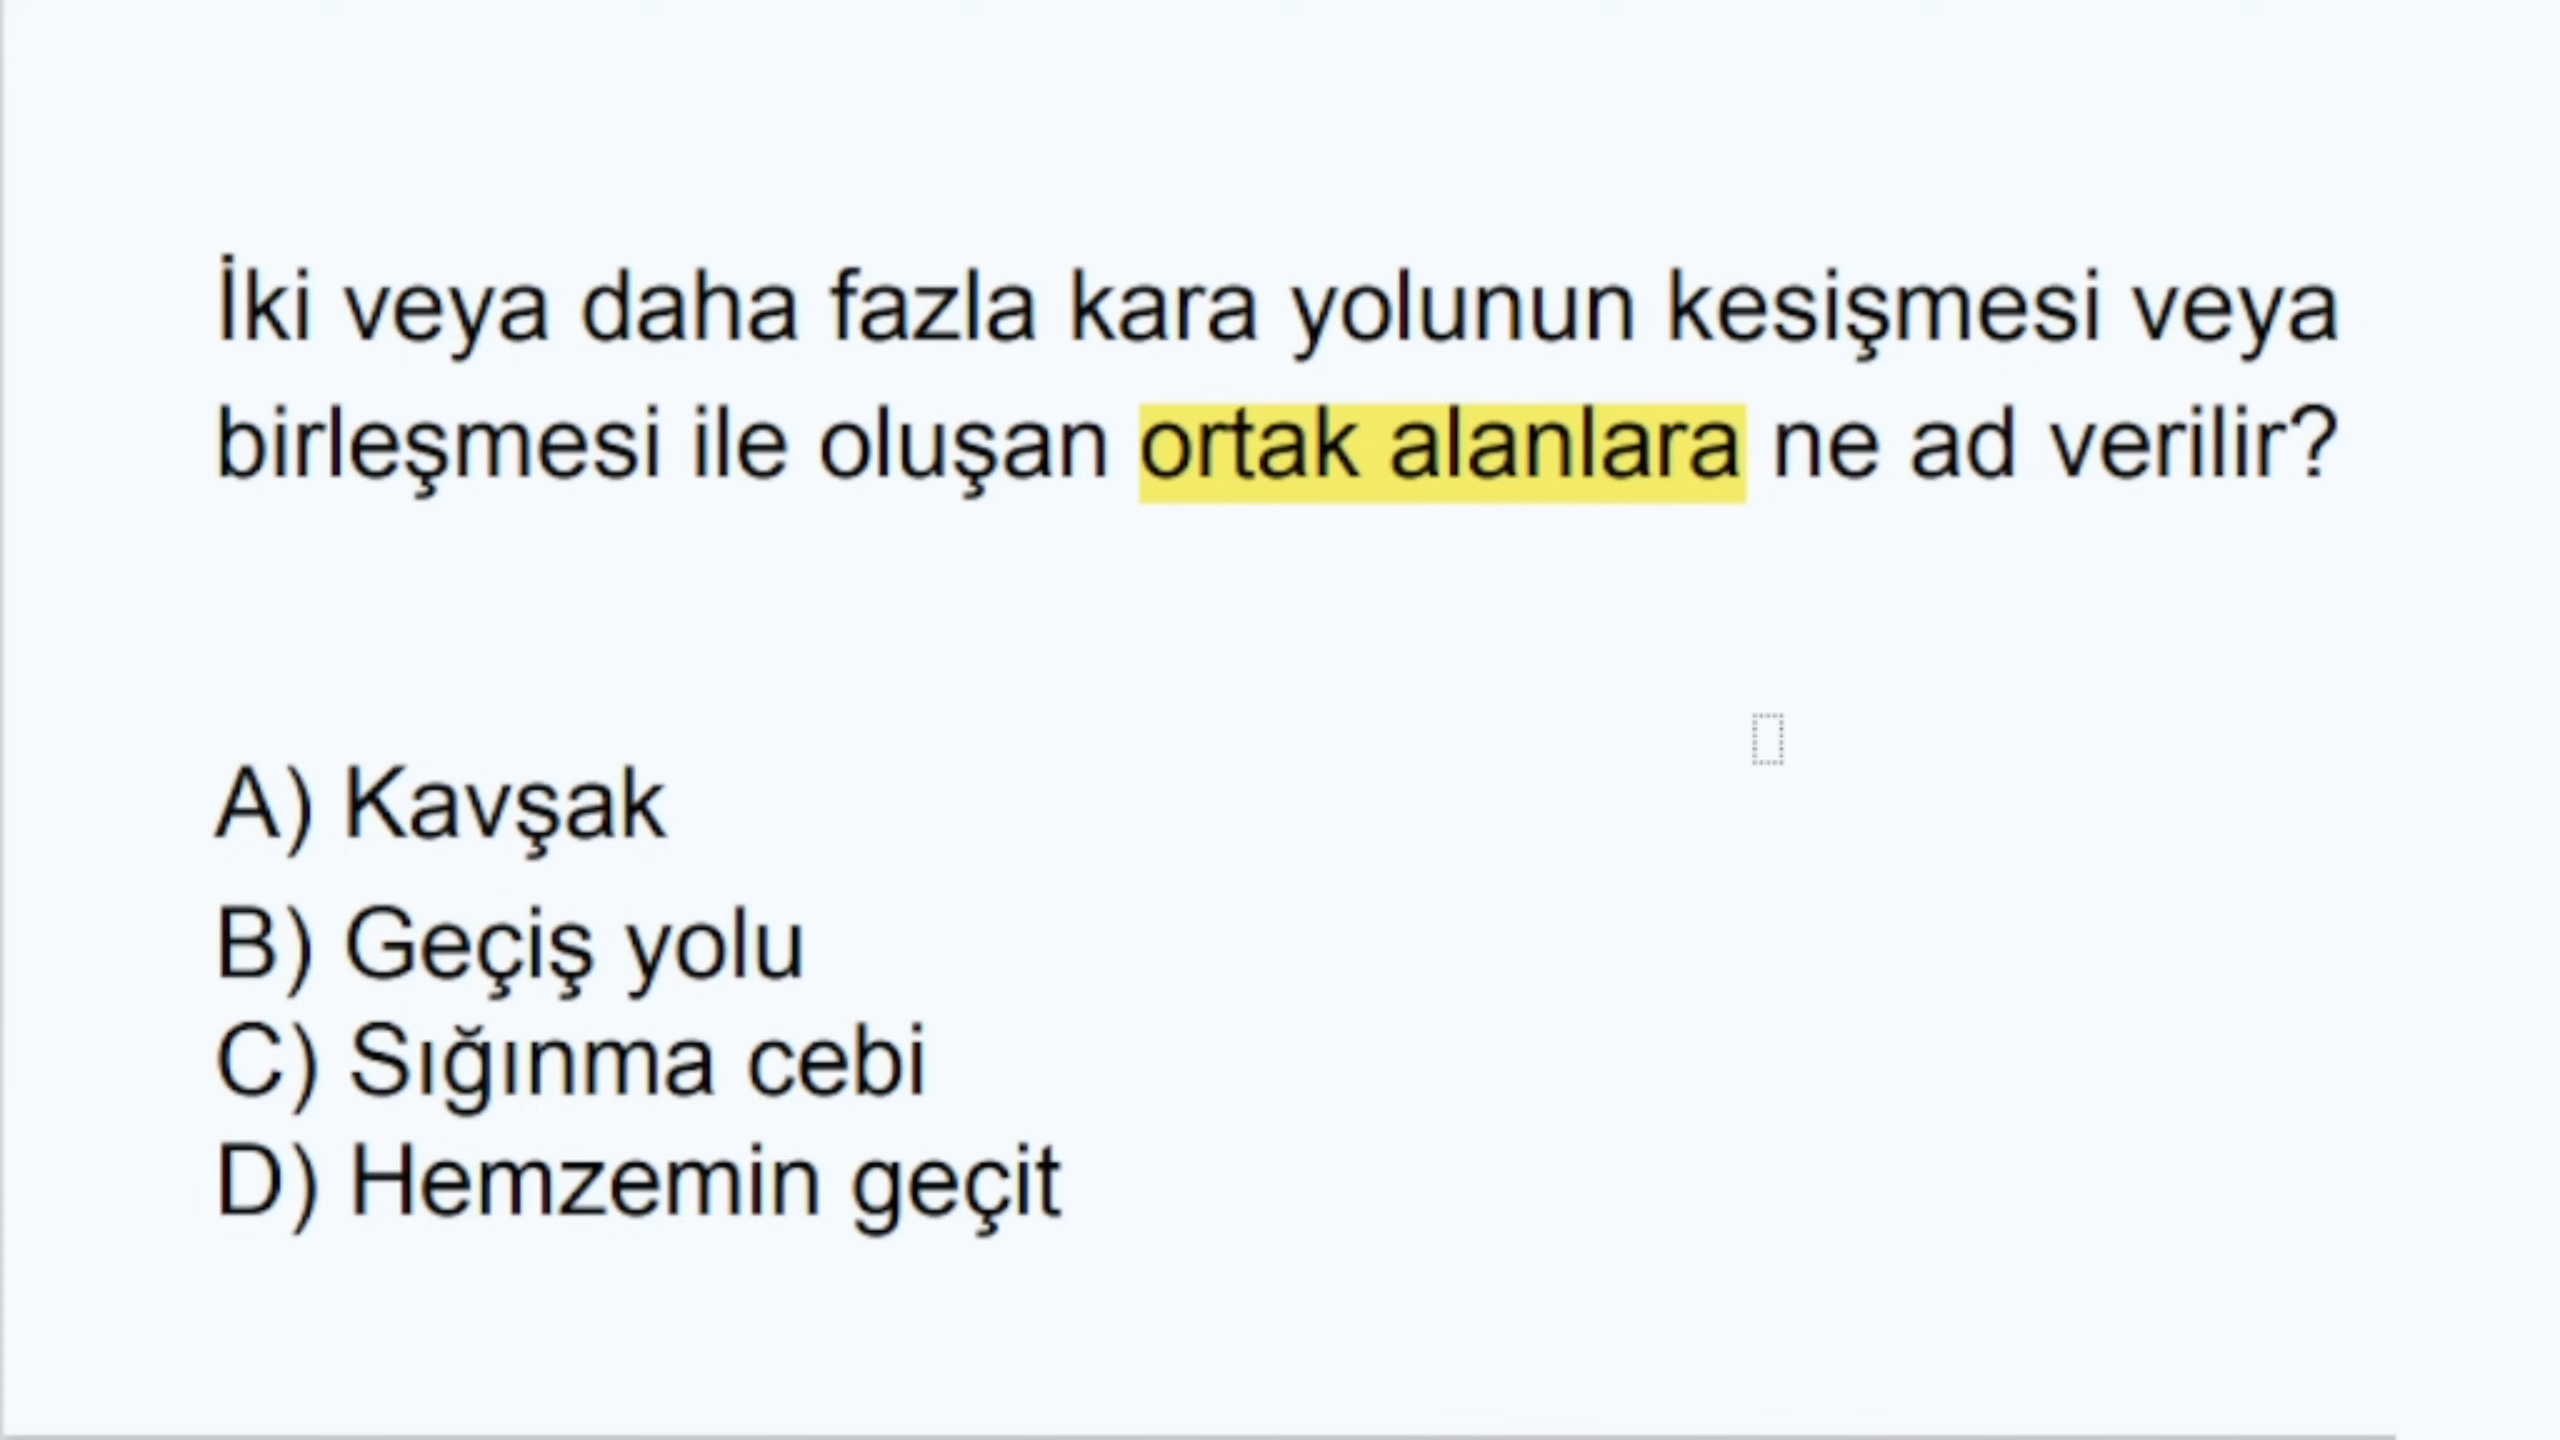 İki veya daha fazla kara yolunun kesişmesi veya
birleşmesi ile oluşan ortak alanlara ne ad verilir?
A) Kavşak
B) Geçiş yolu
C) Sığınma cebi
D) Hemzemin geçit